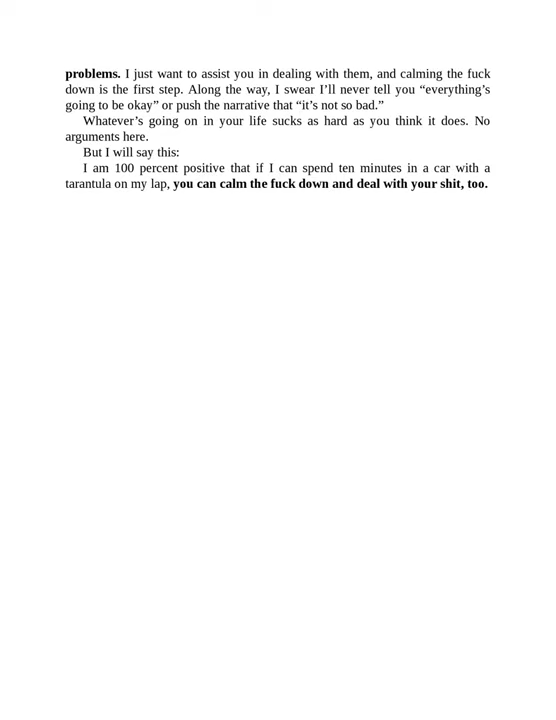 problems. I just want to assist you in dealing with them, and calming the fuck
down is the first step. Along the way, I swear I’ll never tell you “everything’s
going to be okay” or push the narrative that “it’s not so bad.”
Whatever’s going on in your life sucks as hard as you think it does. No
arguments here.
But I will say this:
I am 100 percent positive that if I can spend ten minutes in a car with a
tarantula on my lap, you can calm the fuck down and deal with your shit, too.